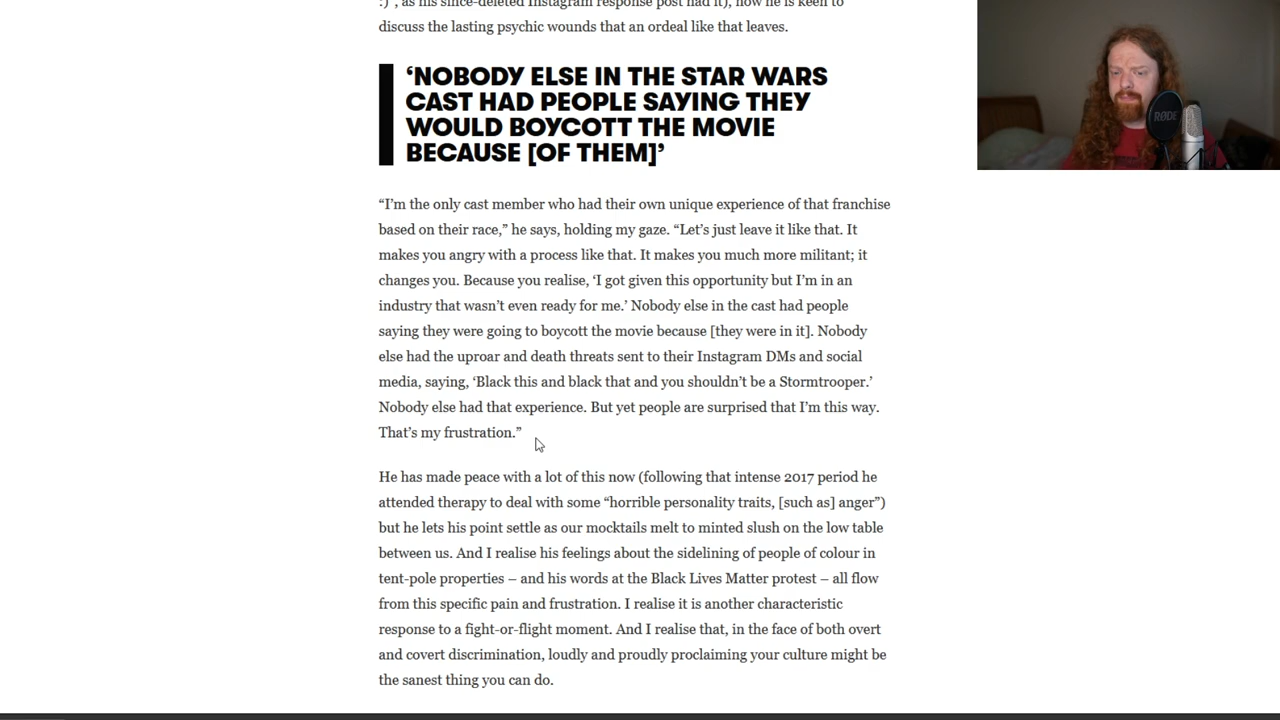 :)", as his since-deleted Instagram response post had it), now he is keen to
discuss the lasting psychic wounds that an ordeal like that leaves.
‘NOBODY ELSE IN THE STAR WARS
CAST HAD PEOPLE SAYING THEY
WOULD BOYCOTT THE MOVIE
BECAUSE [OF THEM]’
“I’m the only cast member who had their own unique experience of that franchise
based on their race,” he says, holding my gaze. “Let’s just leave it like that. It
makes you angry with a process like that. It makes you much more militant; it
changes you. Because you realise, ‘I got given this opportunity but I’m in an
industry that wasn’t even ready for me.’ Nobody else in the cast had people
saying they were going to boycott the movie because [they were in it]. Nobody
else had the uproar and death threats sent to their Instagram DMs and social
media, saying, ‘Black this and black that and you shouldn’t be a Stormtrooper.’
Nobody else had that experience. But yet people are surprised that I’m this way.
That’s my frustration.”
He has made peace with a lot of this now (following that intense 2017 period he
attended therapy to deal with some “horrible personality traits, [such as] anger”)
but he lets his point settle as our mocktails melt to minted slush on the low table
between us. And I realise his feelings about the sidelining of people of colour in
tent-pole properties – and his words at the Black Lives Matter protest – all flow
from this specific pain and frustration. I realise it is another characteristic
response to a fight-or-flight moment. And I realise that, in the face of both overt
and covert discrimination, loudly and proudly proclaiming your culture might be
the sanest thing you can do.
RØDE